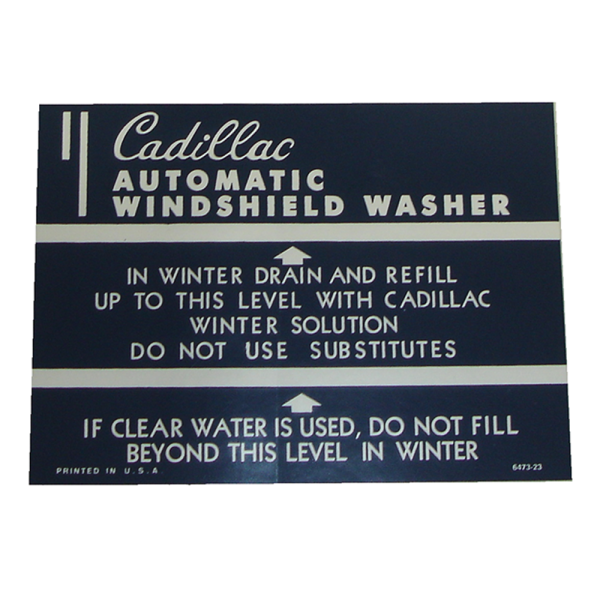 Cadillac
AUTOMATIC
WINDSHIELD WASHER
IN WINTER DRAIN AND REFILL
UP TO THIS LEVEL WITH CADILLAC
WINTER SOLUTION
DO NOT USE SUBSTITUTES
IF CLEAR WATER IS USED, DO NOT FILL
BEYOND THIS LEVEL IN WINTER
PRINTED IN U.S.A
6473-23